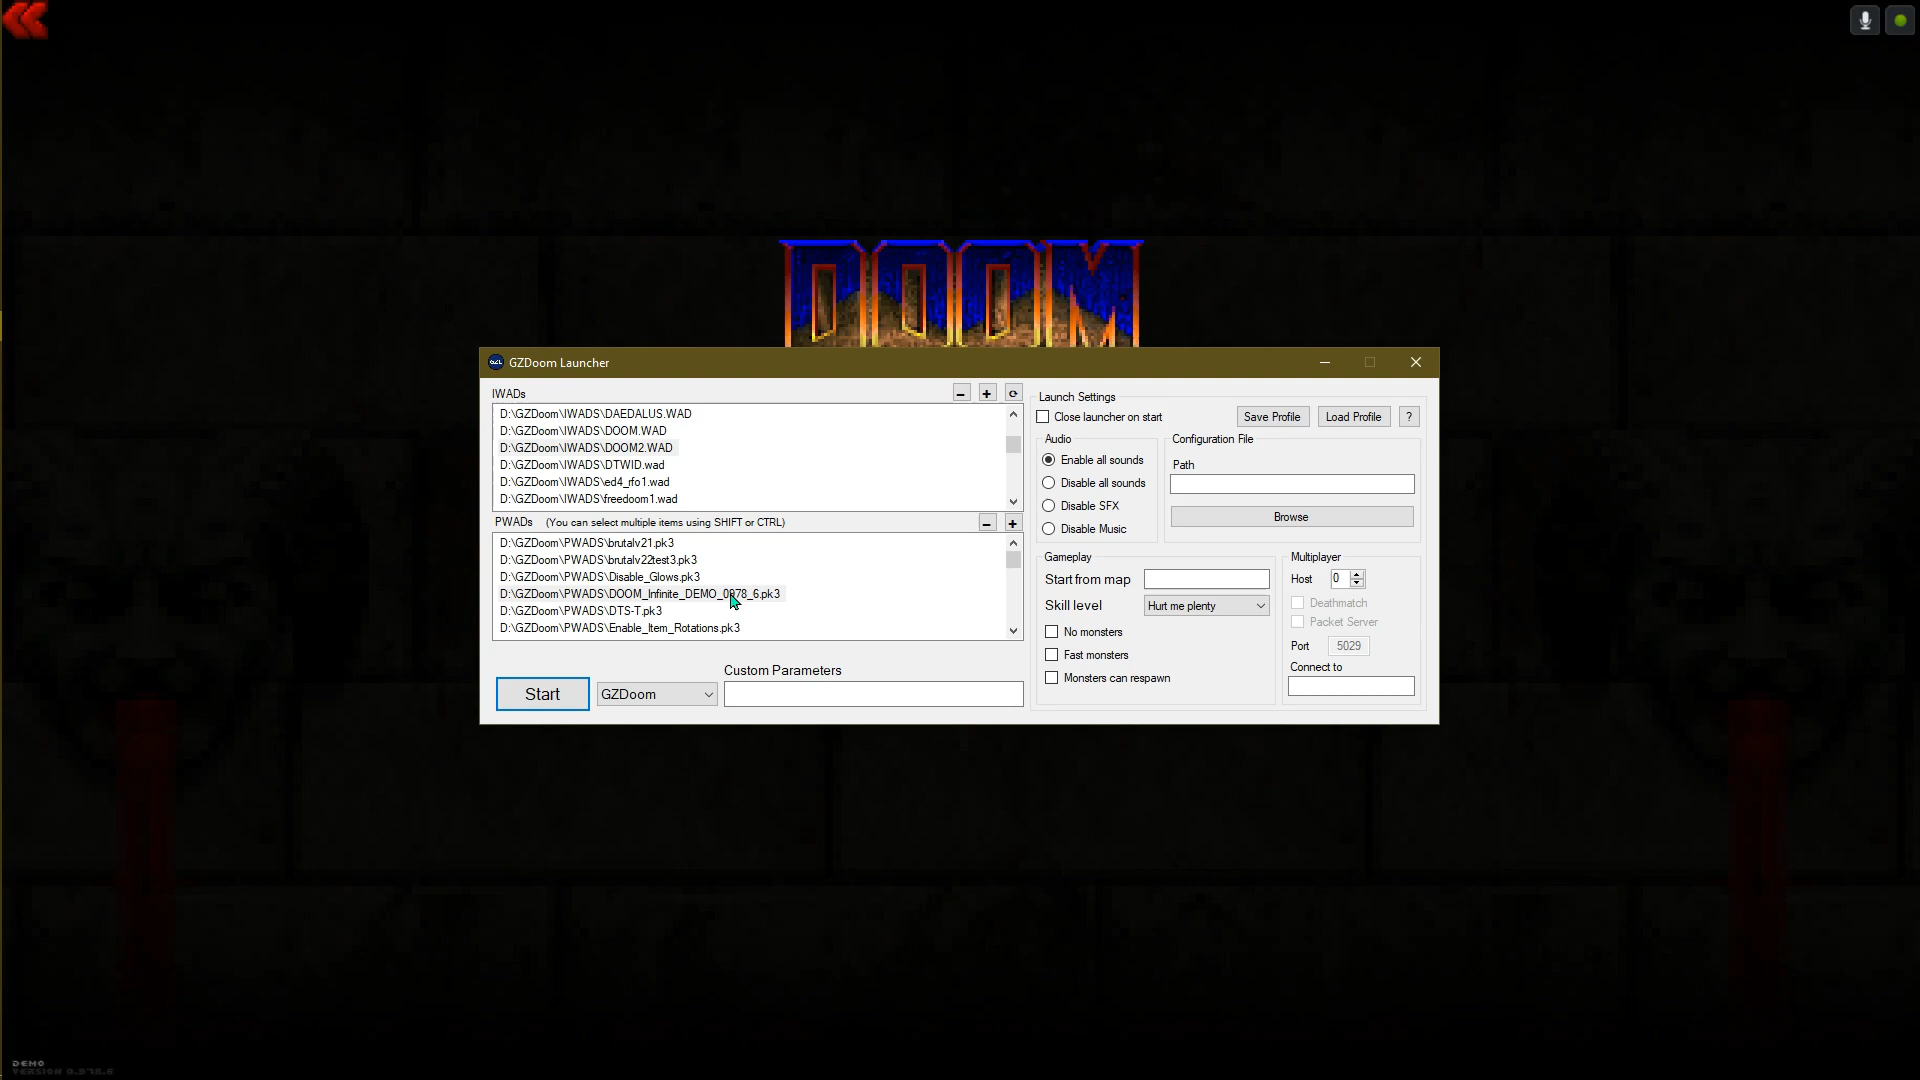 DOOM
GZDoom Launcher
IWADs
D:\GZDoom\IWADS\DAEDALUS.WAD
D:\GZDoom\IWADS\DOOM.WAD
D:\GZDoom\IWADS\DOOM2.WAD
D:\GZDoom\IWADS\DTWID.wad
D:\GZDoom\IWADS\ed4_rfo1.wad
D:\GZDoom\IWADS\freedoom1.wad
PWADs (You can select multiple items using SHIFT or CTRL)
D:\GZDoom\PWADS\brutalv21.pk3
D:\GZDoom\PWADS\brutalv22test3.pk3
D:\GZDoom\PWADS\Disable_Glows.pk3
D:\GZDoom\PWADS\DOOM_Infinite_DEMO_0978_6.pk3
D:\GZDoom\PWADS\DTS-T.pk3
D:\GZDoom\PWADS\Enable_Item_Rotations.pk3
Custom Parameters
Start
GZDoom
Launch Settings
Close launcher on start
Save Profile
Load Profile
?
Audio
Enable all sounds
Disable all sounds
Disable SFX
Disable Music
Configuration File
Path
Browse
Gameplay
Start from map
Skill level
Hurt me plenty
No monsters
Fast monsters
Monsters can respawn
Multiplayer
Host 0
Deathmatch
Packet Server
Port 5029
Connect to
DEMO
VERSION 0.978.6